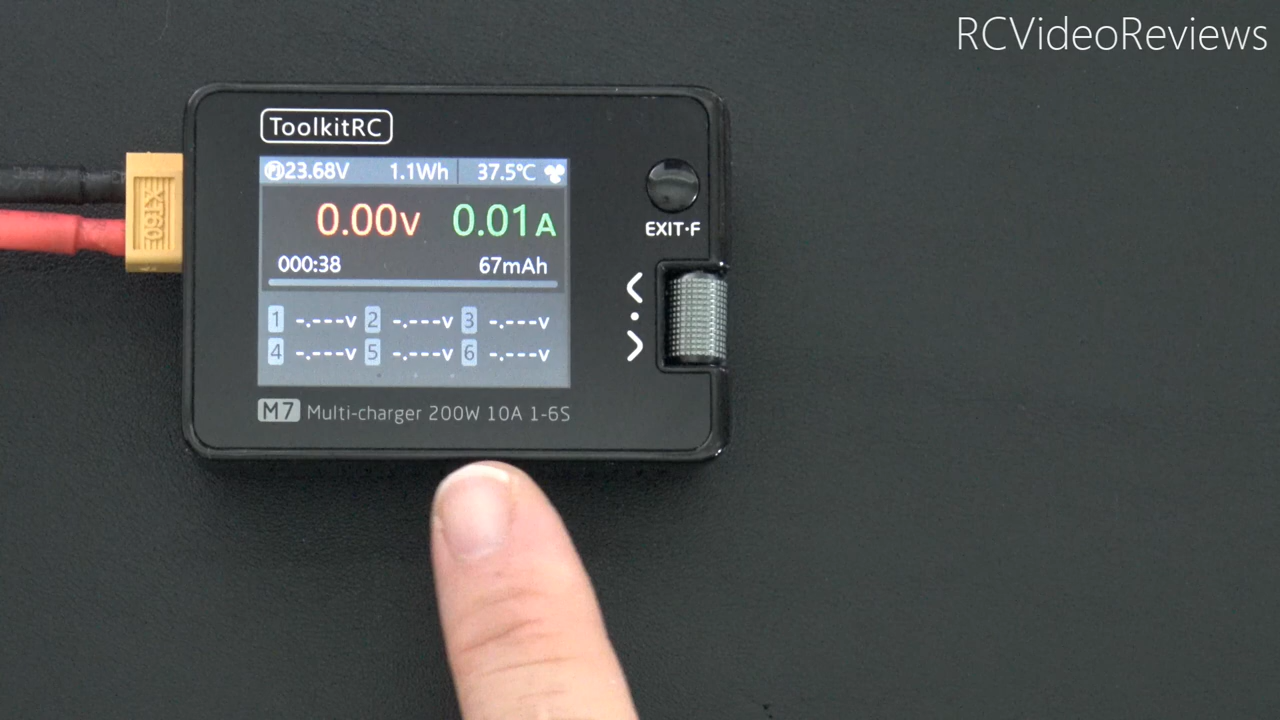 RCVideoReviews
ToolkitRC
23.68V 1.1Wh 37.5°C
0.00V 0.01A
000:38 67mAh
1 -.---V 2 -.---V 3 -.---V
4 -.---V 5 -.---V 6 -.---V
M7 Multi-charger 200W 10A 1-6S
EXIT·F
XT60